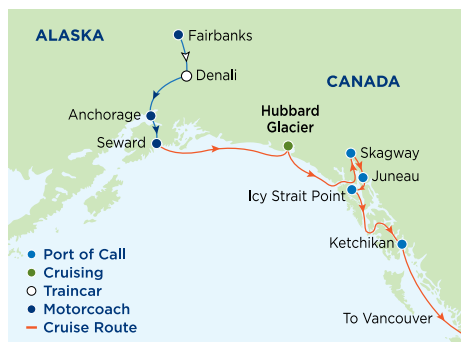 ALASKA
Fairbanks
Denali
CANADA
Anchorage
Hubbard
Glacier
Seward
Skagway
Juneau
Icy Strait Point
Ketchikan
Port of Call
Cruising
Traincar
Motorcoach
Cruise Route
To Vancouver